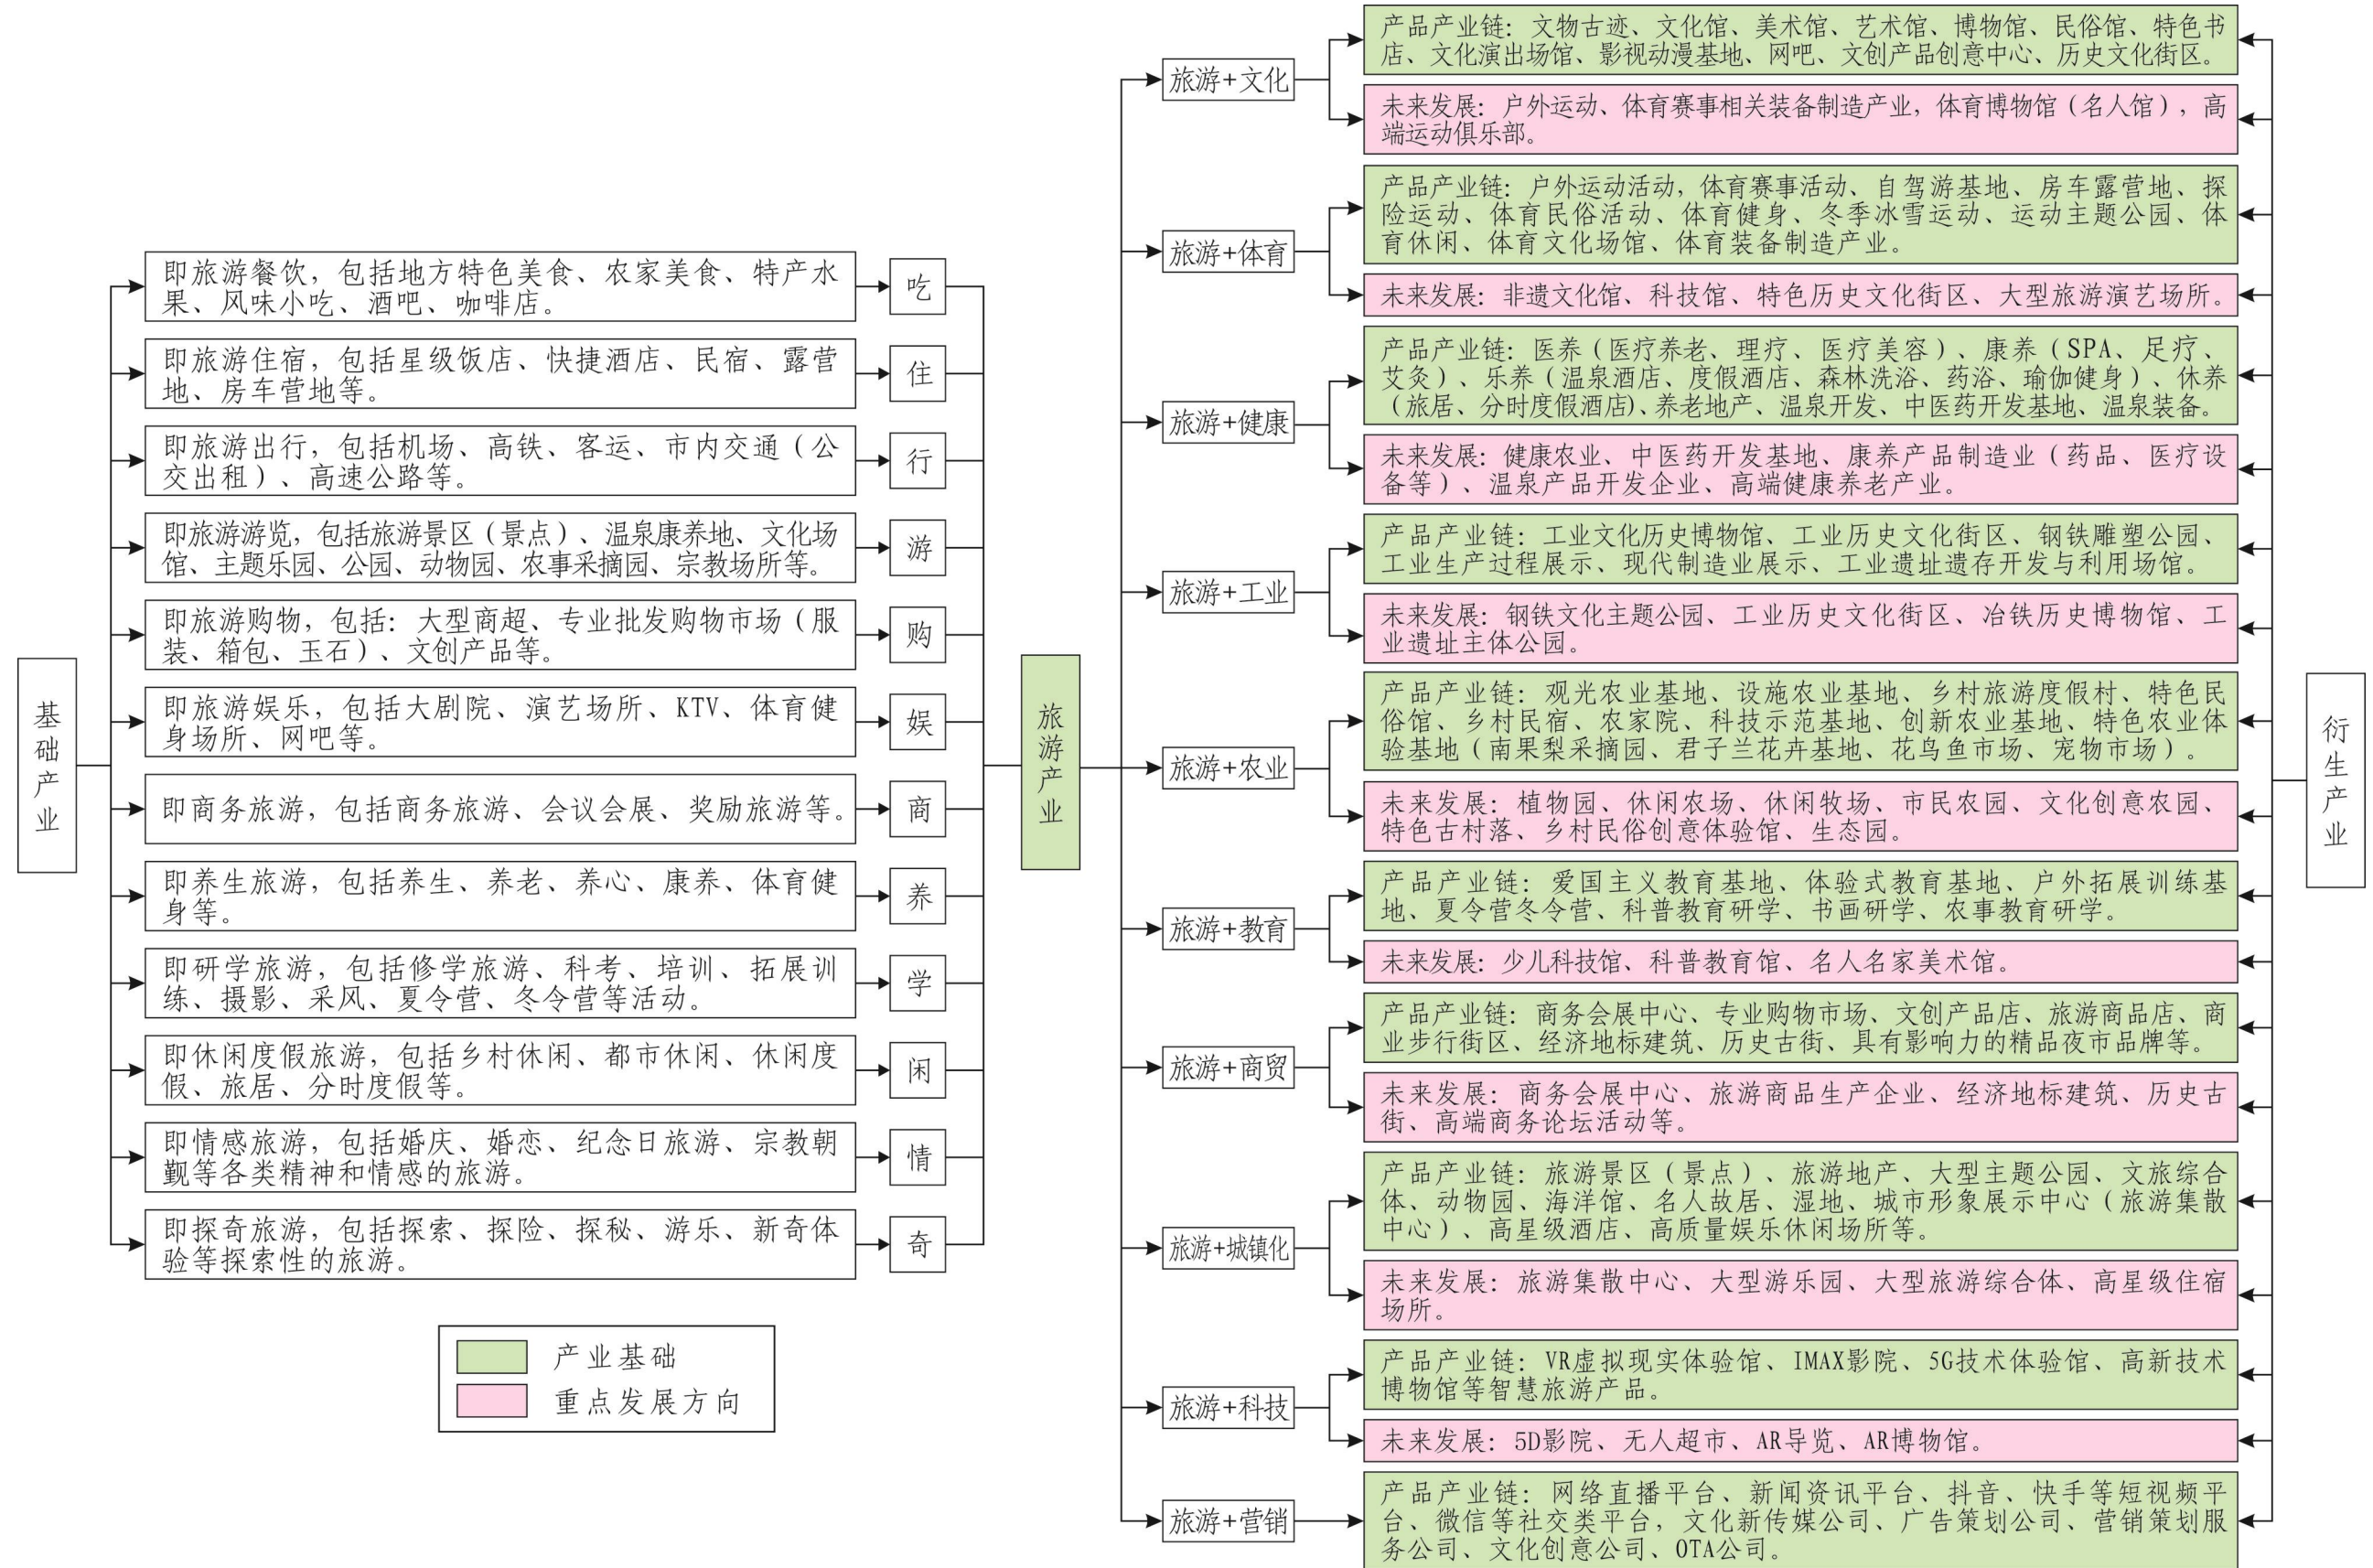 基础产业
即旅游餐饮，包括地方特色美食、农家美食、特产水
果、风味小吃、酒吧、咖啡店。
吃
即旅游住宿，包括星级饭店、快捷酒店、民宿、露营
地、房车营地等。
住
即旅游出行，包括机场、高铁、客运、市内交通（公
交出租）、高速公路等。
行
即旅游游览，包括旅游景区（景点）、温泉康养地、文化场
馆、主题乐园、公园、动物园、农事采摘园、宗教场所等。
游
即旅游购物，包括：大型商超、专业批发购物市场（服
装、箱包、玉石）、文创产品等。
购
即旅游娱乐，包括大剧院、演艺场所、KTV、体育健
身场所、网吧等。
娱
即商务旅游，包括商务旅游、会议会展、奖励旅游等。
商
即养生旅游，包括养生、养老、养心、康养、体育健
身等。
养
即研学旅游，包括修学旅游、科考、培训、拓展训
练、摄影、采风、夏令营、冬令营等活动。
学
即休闲度假旅游，包括乡村休闲、都市休闲、休闲度
假、旅居、分时度假等。
闲
即情感旅游，包括婚庆、婚恋、纪念日旅游、宗教朝
觐等各类精神和情感的旅游。
情
即探奇旅游，包括探索、探险、探秘、游乐、新奇体
验等探索性的旅游。
奇
产业基础
重点发展方向
旅游产业
旅游+文化
产品产业链：文物古迹、文化馆、美术馆、艺术馆、博物馆、民俗馆、特色书
店、文化演出场馆、影视动漫基地、网吧、文创产品创意中心、历史文化街区。
未来发展：户外运动、体育赛事相关装备制造产业，体育博物馆（名人馆），高
端运动俱乐部。
旅游+体育
产品产业链：户外运动活动，体育赛事活动、自驾游基地、房车露营地、探
险运动、体育民俗活动、体育健身、冬季冰雪运动、运动主题公园、体
育休闲、体育文化场馆、体育装备制造产业。
未来发展：非遗文化馆、科技馆、特色历史文化街区、大型旅游演艺场所。
旅游+健康
产品产业链：医养（医疗养老、理疗、医疗美容）、康养（SPA、足疗、
艾灸）、乐养（温泉酒店、度假酒店、森林洗浴、药浴、瑜伽健身）、休养
（旅居、分时度假酒店）、养老地产、温泉开发、中医药开发基地、温泉装备。
未来发展：健康农业、中医药开发基地、康养产品制造业（药品、医疗设
备等）、温泉产品开发企业、高端健康养老产业。
旅游+工业
产品产业链：工业文化历史博物馆、工业历史文化街区、钢铁雕塑公园、
工业生产过程展示、现代制造业展示、工业遗址遗存开发与利用场馆。
未来发展：钢铁文化主题公园、工业历史文化街区、冶铁历史博物馆、工
业遗址主体公园。
旅游+农业
产品产业链：观光农业基地、设施农业基地、乡村旅游度假村、特色民
俗馆、乡村民宿、农家院、科技示范基地、创新农业基地、特色农业体
验基地（南果梨采摘园、君子兰花卉基地、花鸟鱼市场、宠物市场）。
未来发展：植物园、休闲农场、休闲牧场、市民农园、文化创意农园、
特色古村落、乡村民俗创意体验馆、生态园。
旅游+教育
产品产业链：爱国主义教育基地、体验式教育基地、户外拓展训练基
地、夏令营冬令营、科普教育研学、书画研学、农事教育研学。
未来发展：少儿科技馆、科普教育馆、名人名家美术馆。
旅游+商贸
产品产业链：商务会展中心、专业购物市场、文创产品店、旅游商品店、商
业步行街区、经济地标建筑、历史古街、具有影响力的精品夜市品牌等。
未来发展：商务会展中心、旅游商品生产企业、经济地标建筑、历史古
街、高端商务论坛活动等。
旅游+城镇化
产品产业链：旅游景区（景点）、旅游地产、大型主题公园、文旅综合
体、动物园、海洋馆、名人故居、湿地、城市形象展示中心（旅游集散
中心）、高星级酒店、高质量娱乐休闲场所等。
未来发展：旅游集散中心、大型游乐园、大型旅游综合体、高星级住宿
场所。
旅游+科技
产品产业链：VR虚拟现实体验馆、IMAX影院、5G技术体验馆、高新技术
博物馆等智慧旅游产品。
未来发展：5D影院、无人超市、AR导览、AR博物馆。
旅游+营销
产品产业链：网络直播平台、新闻资讯平台、抖音、快手等短视频平
台、微信等社交类平台，文化新传媒公司、广告策划公司、营销策划服
务公司、文化创意公司、OTA公司。
衍生产业